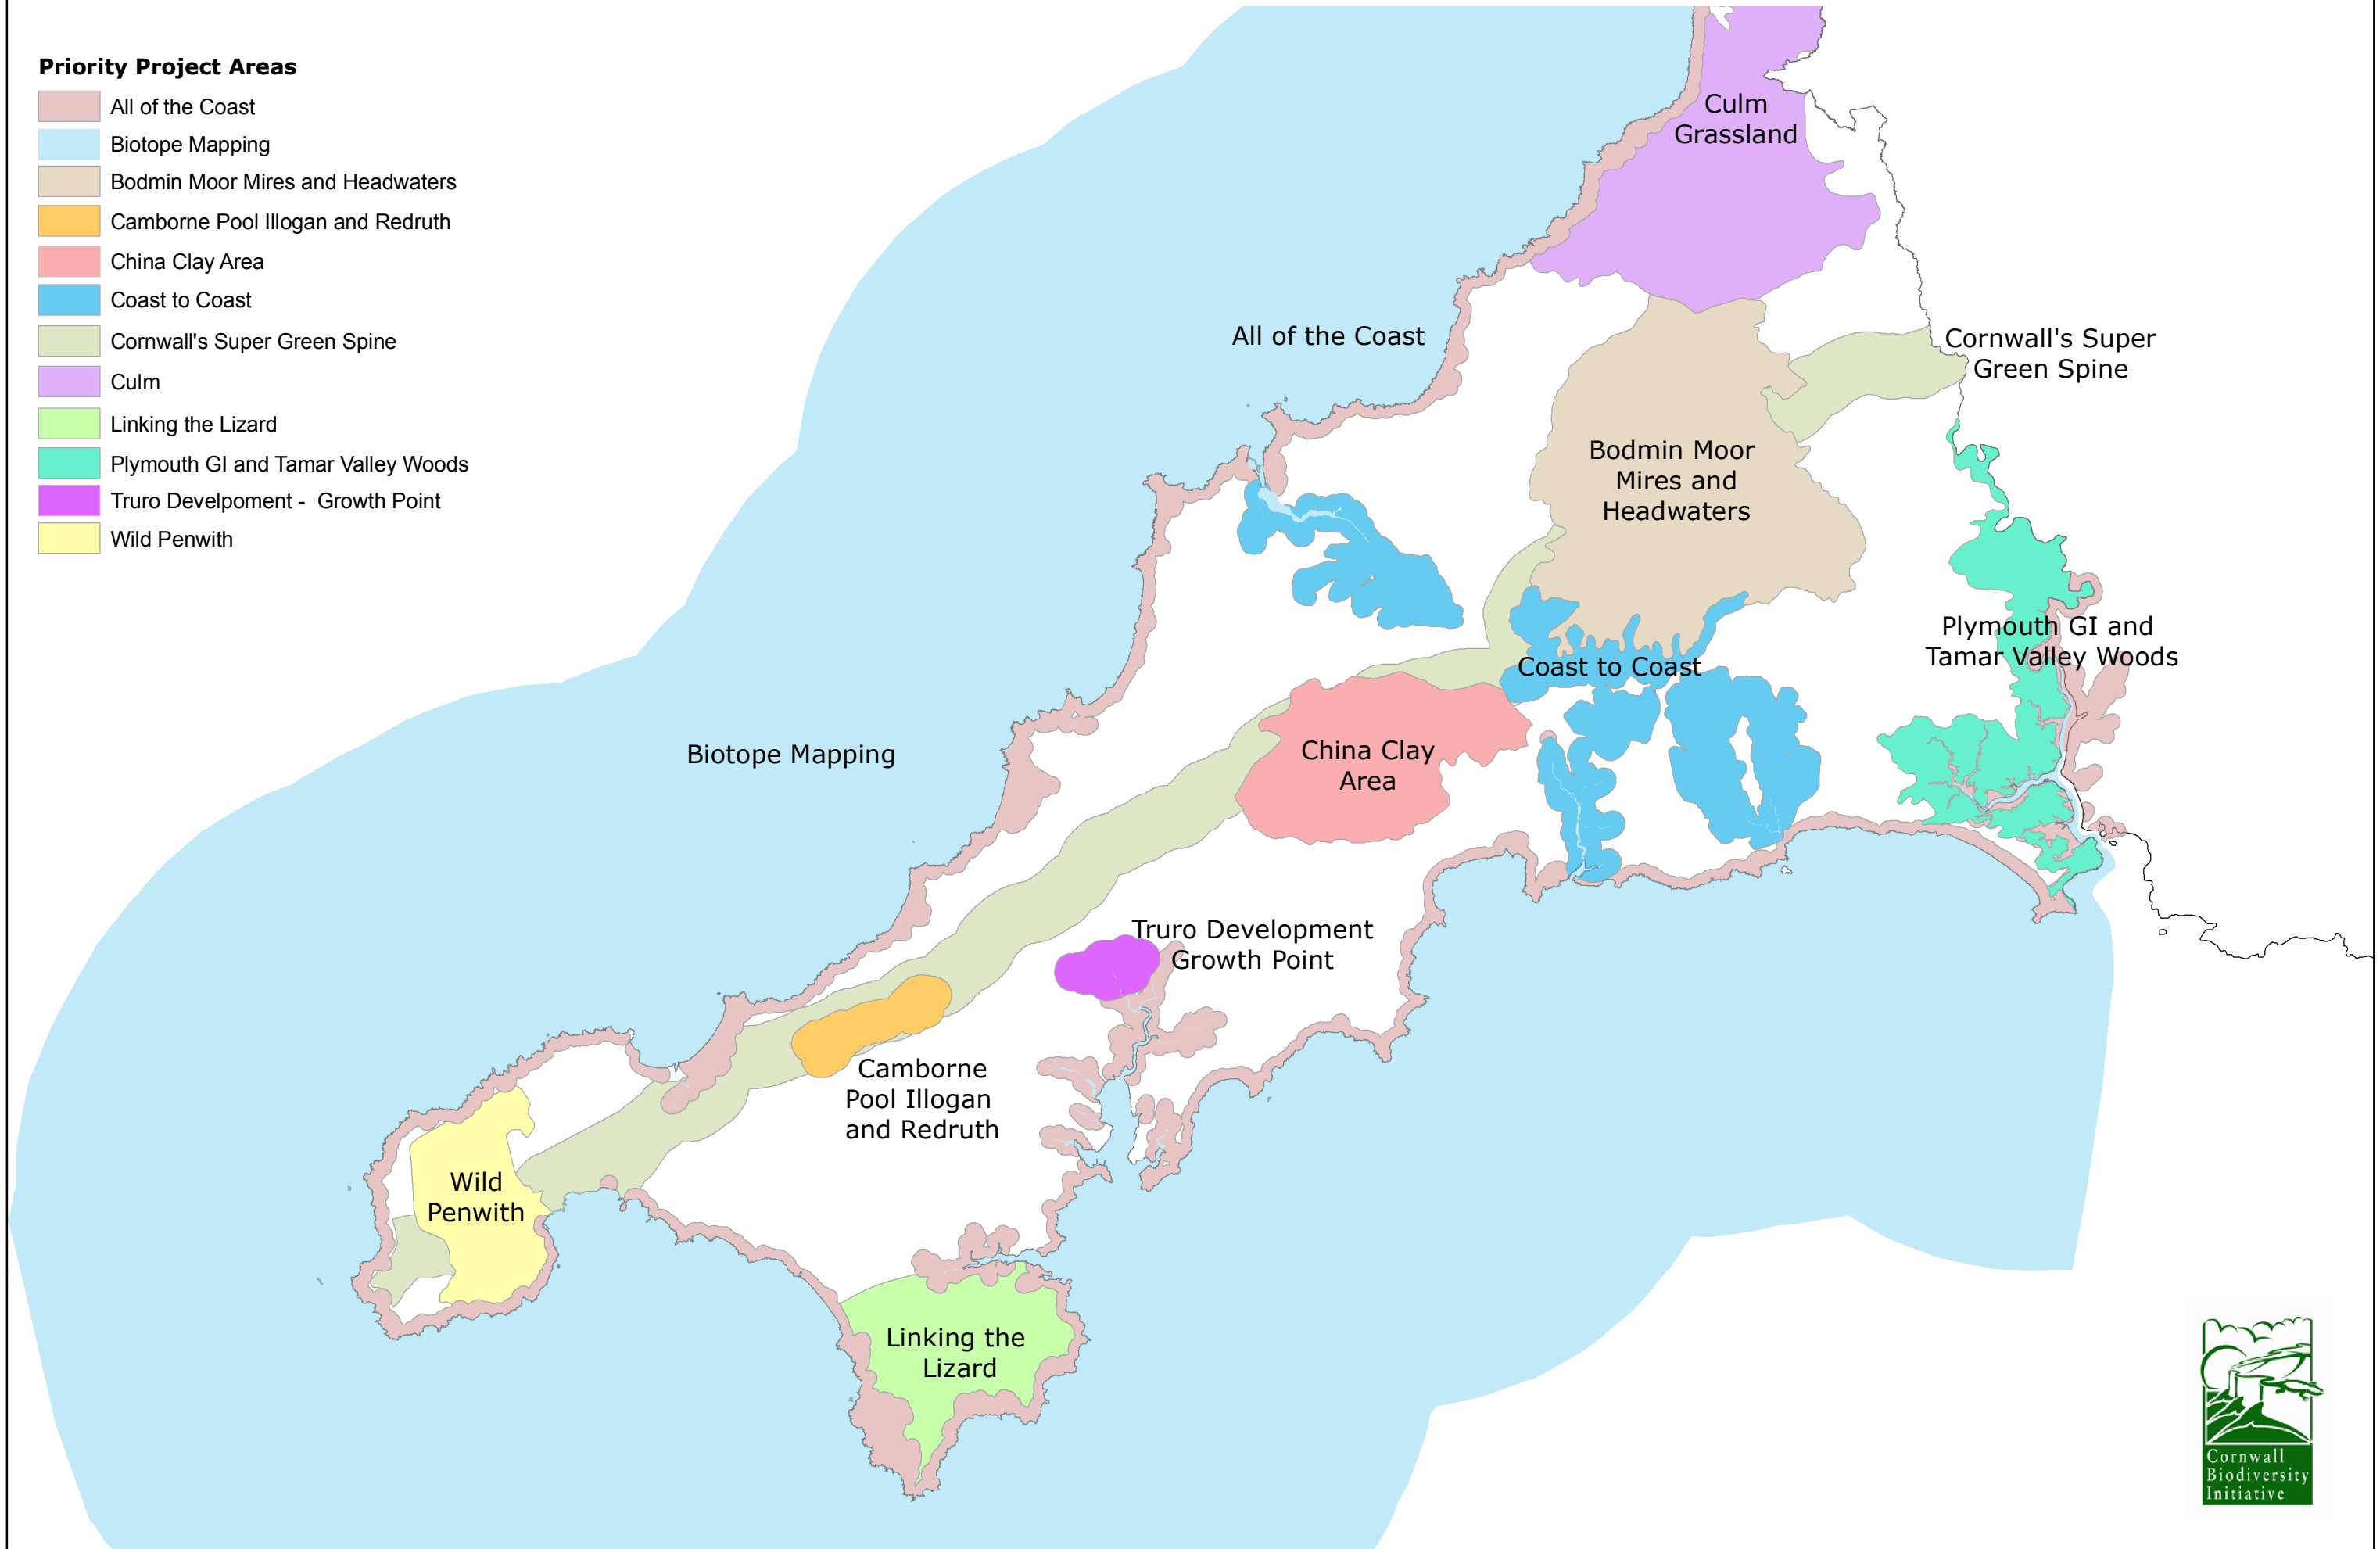 Priority Project Areas
All of the Coast
Biotope Mapping
Bodmin Moor Mires and Headwaters
Camborne Pool Illogan and Redruth
China Clay Area
Coast to Coast
Cornwall's Super Green Spine
Culm
Linking the Lizard
Plymouth GI and Tamar Valley Woods
Truro Develpoment - Growth Point
Wild Penwith
Culm
Grassland
All of the Coast
Cornwall's Super
Green Spine
Bodmin Moor
Mires and
Headwaters
Plymouth GI and
Tamar Valley Woods
Coast to Coast
Biotope Mapping
China Clay
Area
Truro Development
Growth Point
Camborne
Pool Illogan
and Redruth
Wild
Penwith
Linking the
Lizard
Cornwall
Biodiversity
Initiative